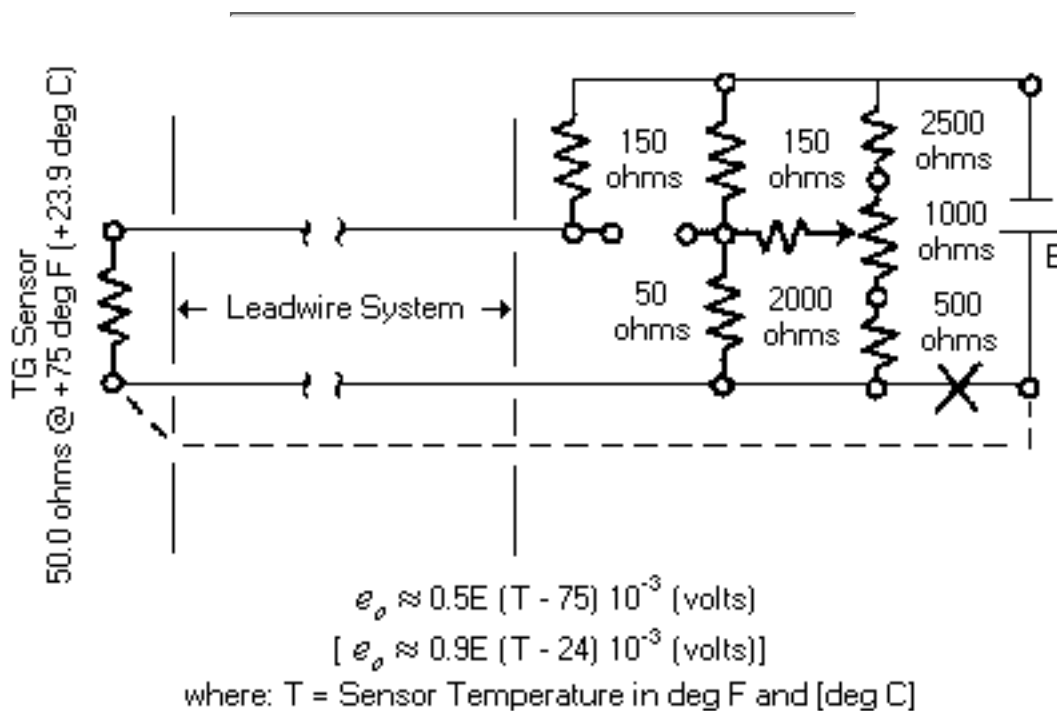 TG Sensor
50.0 ohms @ +75 deg F (+23.9 deg C)
Leadwire System
150
ohms
150
ohms
2500
ohms
1000
ohms
E
50
ohms
2000
ohms
500
ohms
eₒ ≈ 0.5E (T - 75) 10⁻³ (volts)
[ eₒ ≈ 0.9E (T - 24) 10⁻³ (volts)]
where: T = Sensor Temperature in deg F and [deg C]